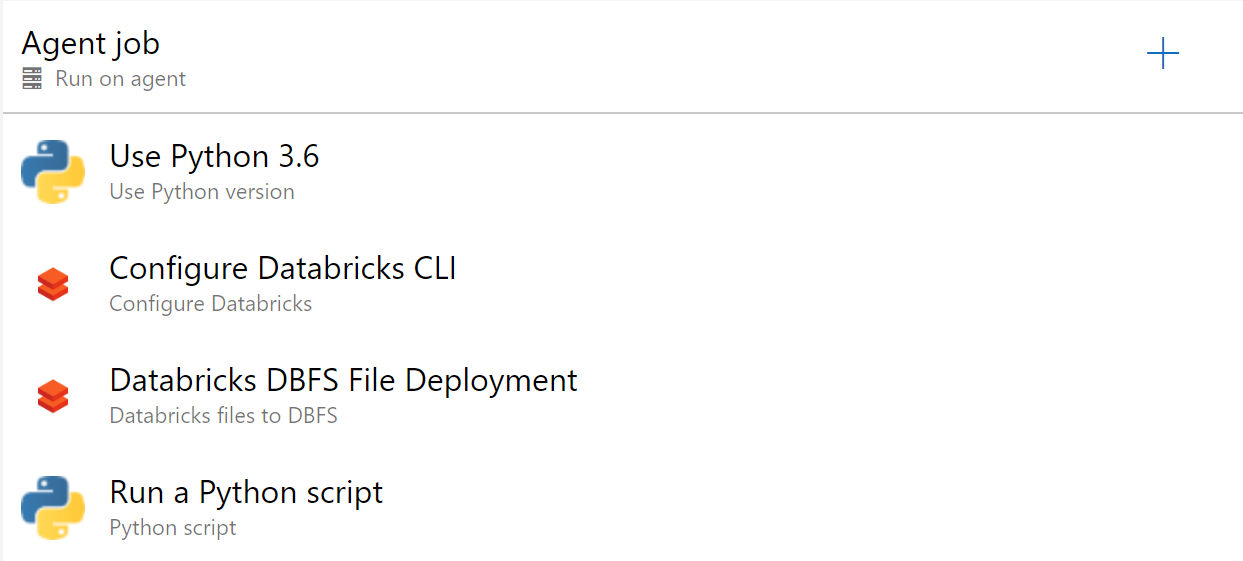 Agent job
Run on agent
Use Python 3.6
Use Python version
Configure Databricks CLI
Configure Databricks
Databricks DBFS File Deployment
Databricks files to DBFS
Run a Python script
Python script